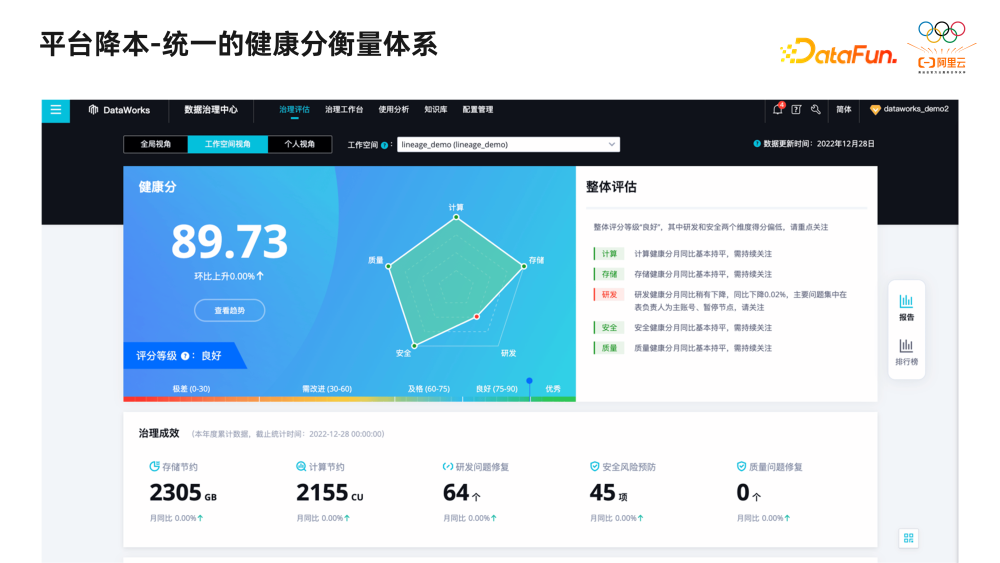 平台降本-统一的健康分衡量体系
DataFun.
阿里云
DataWorks 数据治理中心 治理评估 治理工作台 使用分析 知识库 配置管理 4 简体 dataworks_demo2
全局视角 工作空间视角 个人视角 工作空间 ?: lineage_demo (lineage_demo) ? 数据更新时间: 2022年12月28日
健康分
89.73
环比上升0.00%↑
查看趋势
评分等级 ?: 良好
计算
质量
存储
安全
研发
极差 (0-30) 需改进 (30-60) 及格 (60-75) 良好 (75-90) 优秀
整体评估
整体评分等级“良好”，其中研发和安全两个维度得分偏低，请重点关注
计算 计算健康分月同比基本持平，需持续关注
存储 存储健康分月同比基本持平，需持续关注
研发 研发健康分月同比稍有下降，同比下降0.02%，主要问题集中在
表负责人为主账号、暂停节点，请关注
安全 安全健康分月同比基本持平，需持续关注
质量 质量健康分月同比基本持平，需持续关注
报告
排行榜
治理成效 (本年度累计数据，截止统计时间：2022-12-28 00:00:00)
存储节约 计算节约 研发问题修复 安全风险预防 质量问题修复
2305 GB 2155 CU 64 个 45 项 0 个
月同比 0.00%↑ 月同比 0.00%↑ 月同比 0.00%↑ 月同比 0.00%↑ 月同比 0.00%↑